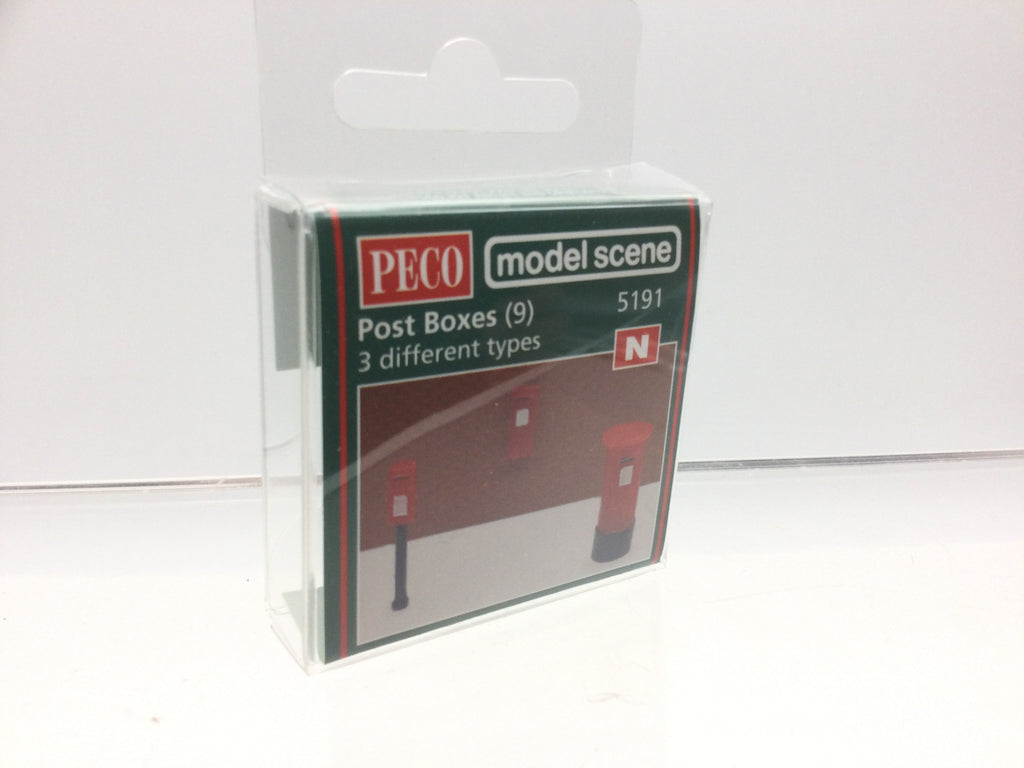 PECO
model scene
Post Boxes (9)
5191
3 different types
N